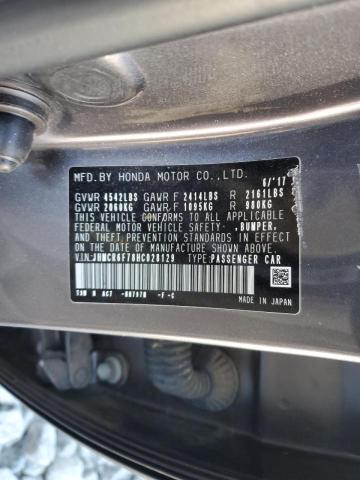 MFD. BY HONDA MOTOR CO., LTD. 6/'17
GVWR 4542LBS GAWR F 2414LBS R 2161LBS
GVWR 2060KG GAWR F 1095KG R 980KG
THIS VEHICLE CONFORMS TO ALL APPLICABLE
FEDERAL MOTOR VEHICLE SAFETY, BUMPER,
AND THEFT PREVENTION STANDARDS IN EFFECT
ON THE DATE OF MANUFACTURE SHOWN ABOVE.
VIN: JHMCR6F78HC028129 TYPE: PASSENGER CAR
MADE IN JAPAN